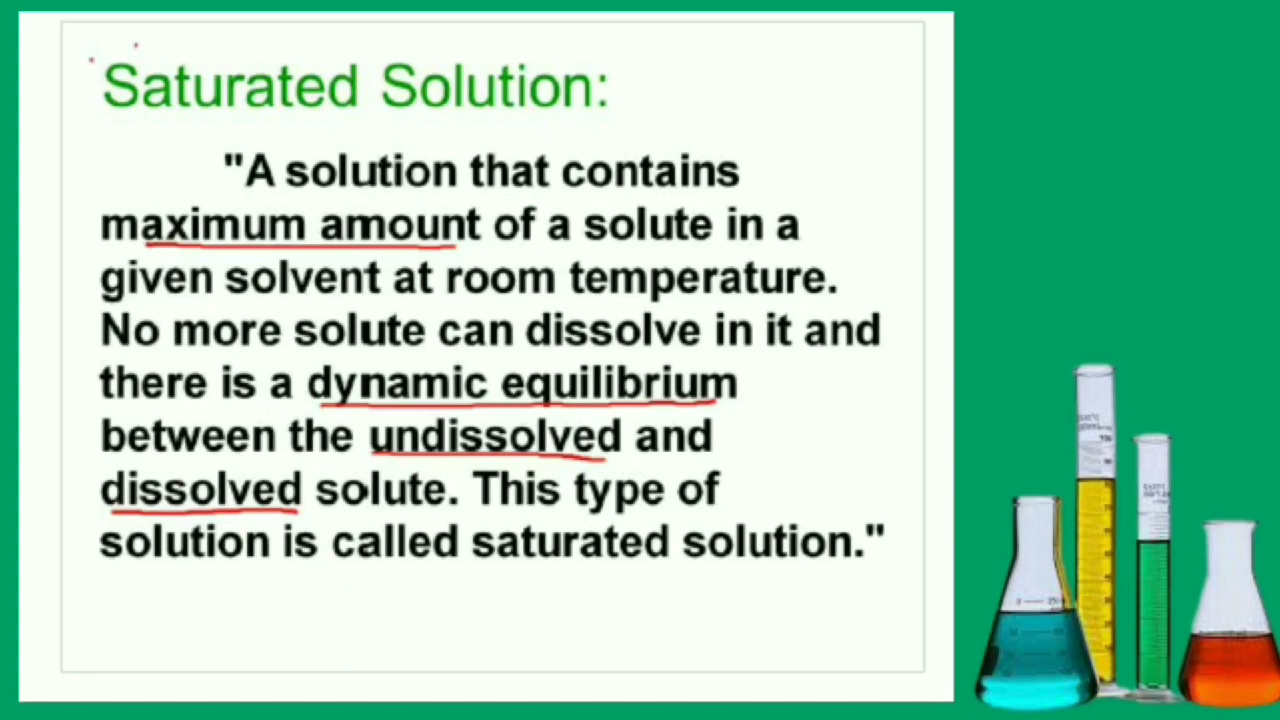 Saturated Solution:
"A solution that contains
maximum amount of a solute in a
given solvent at room temperature.
No more solute can dissolve in it and
there is a dynamic equilibrium
between the undissolved and
dissolved solute. This type of
solution is called saturated solution."